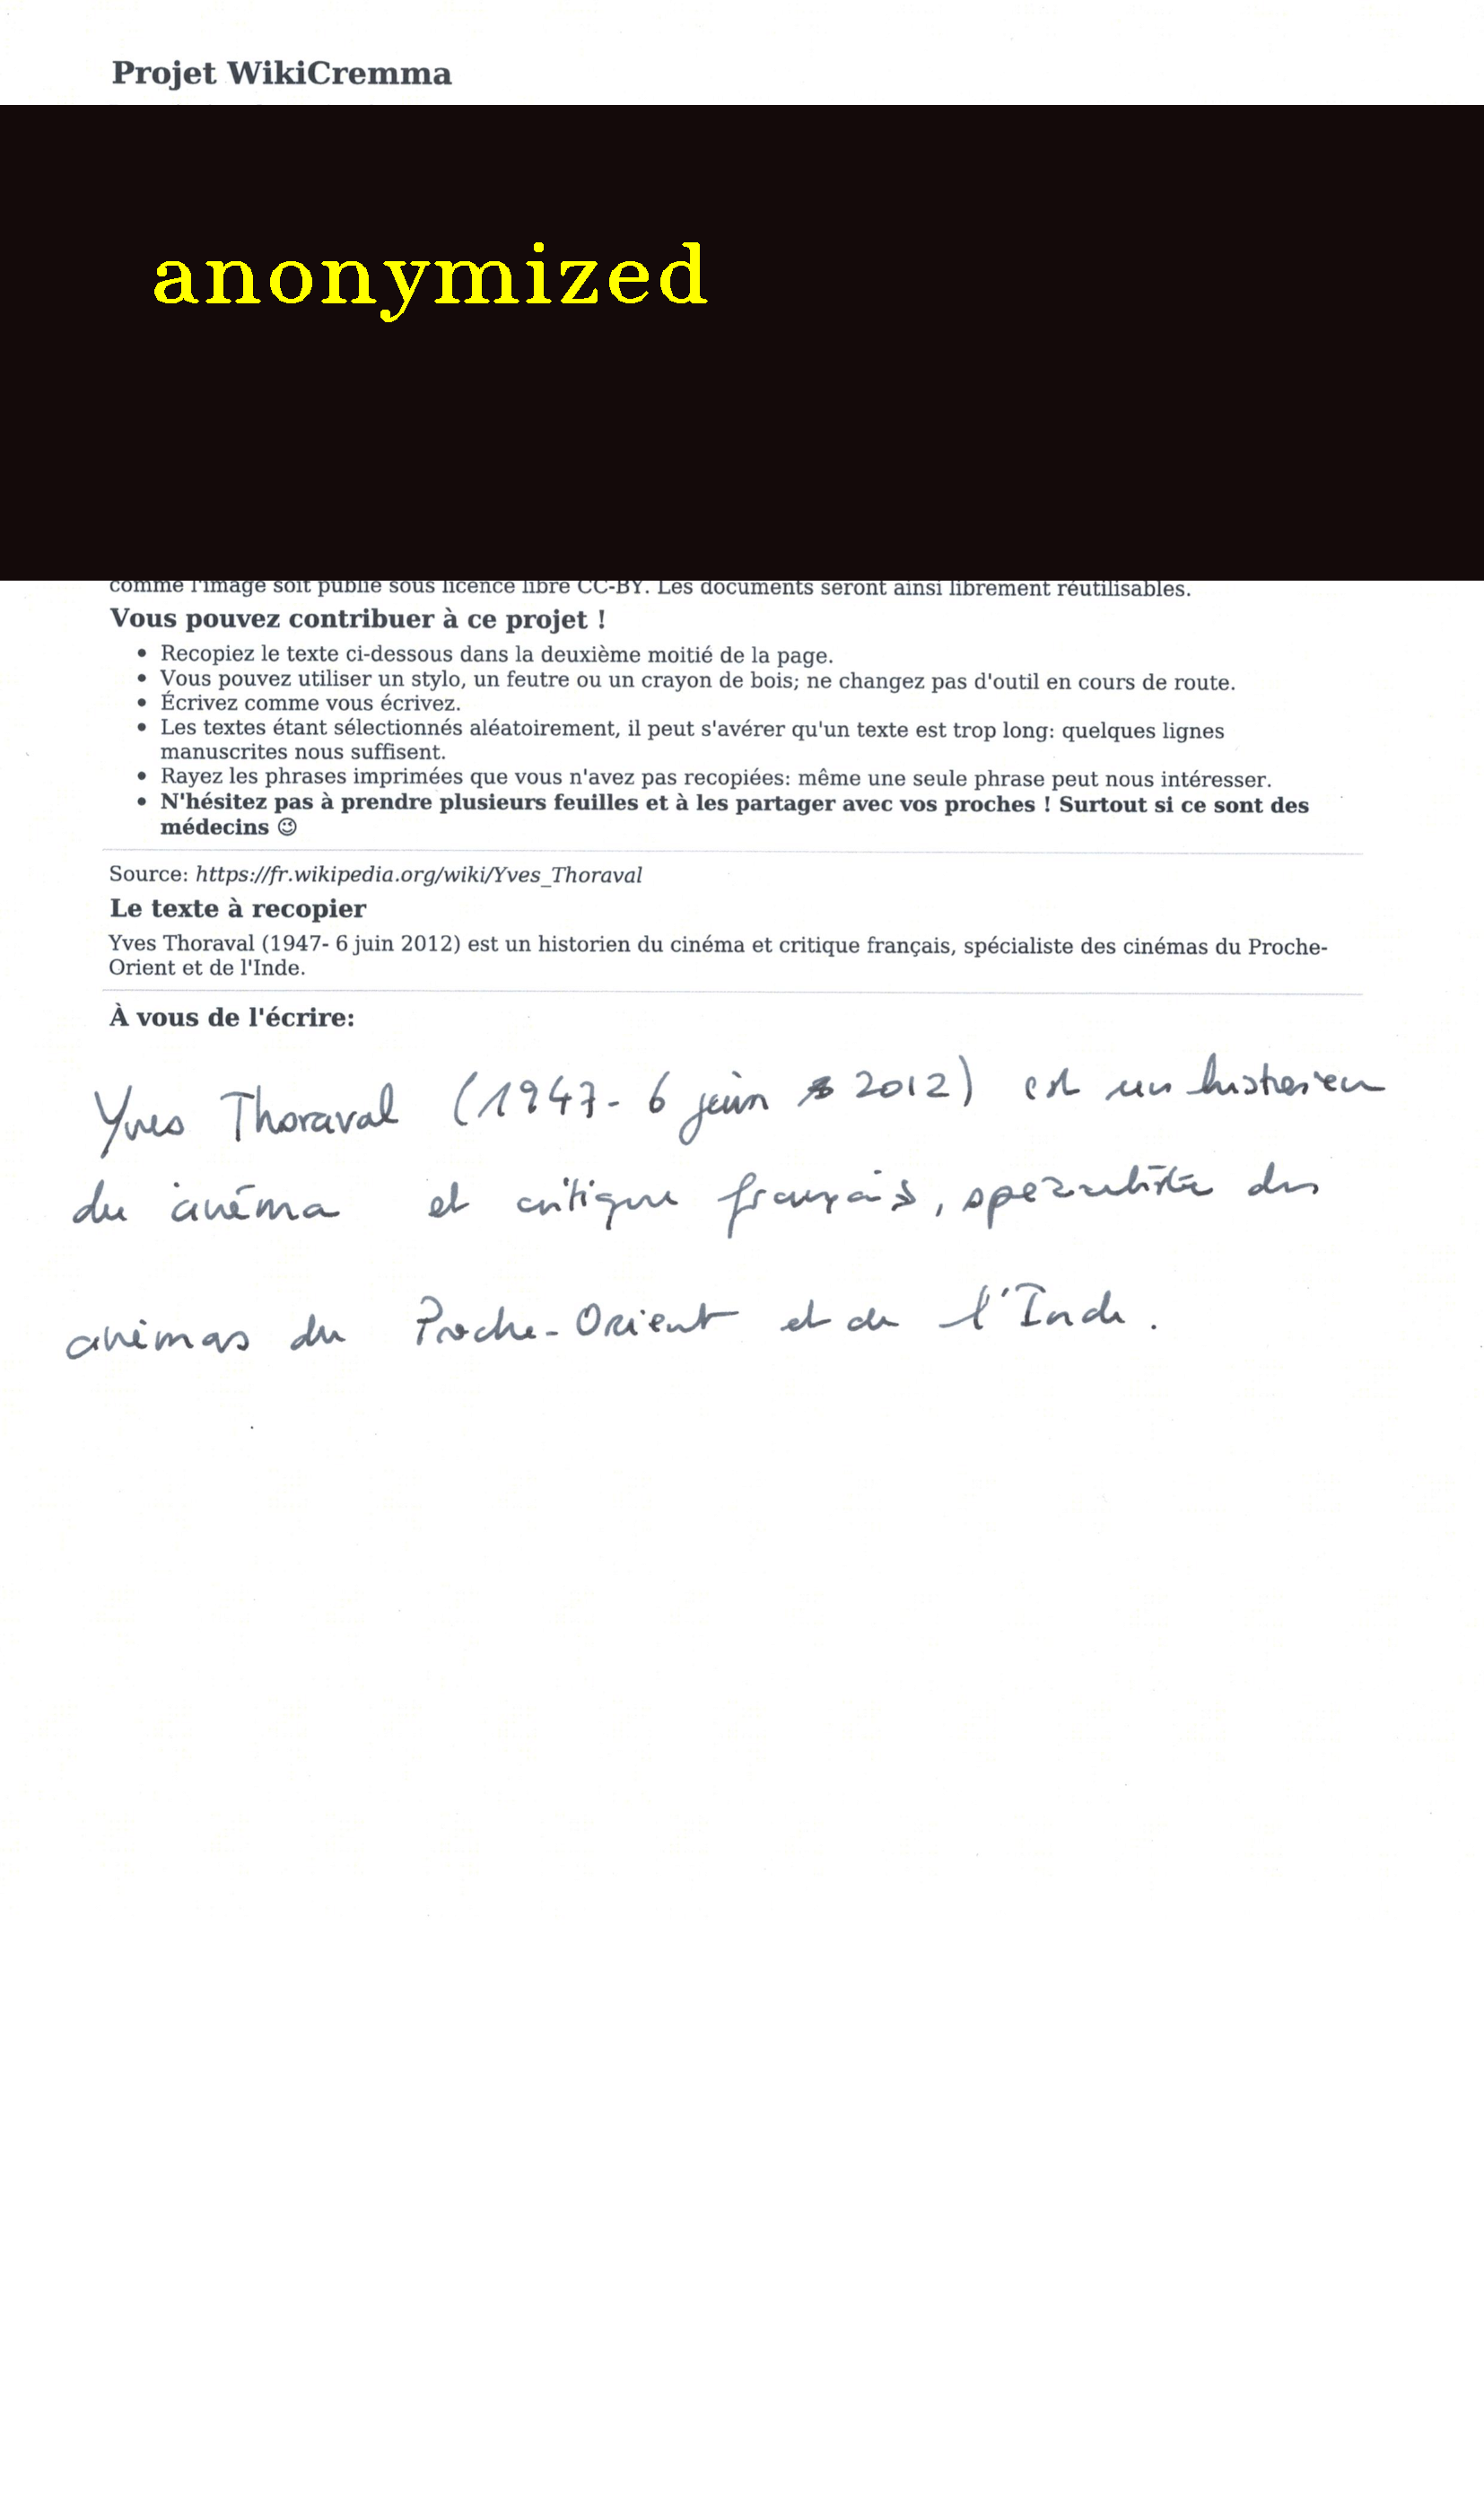 Projet WikiCremma
anonymized
comme l'image soit publié sous licence libre CC-BY. Les documents seront ainsi librement réutilisables.
Vous pouvez contribuer à ce projet !
• Recopiez le texte ci-dessous dans la deuxième moitié de la page.
• Vous pouvez utiliser un stylo, un feutre ou un crayon de bois; ne changez pas d'outil en cours de route.
• Écrivez comme vous écrivez.
• Les textes étant sélectionnés aléatoirement, il peut s'avérer qu'un texte est trop long: quelques lignes
manuscrites nous suffisent.
• Rayez les phrases imprimées que vous n'avez pas recopiées: même une seule phrase peut nous intéresser.
• N'hésitez pas à prendre plusieurs feuilles et à les partager avec vos proches ! Surtout si ce sont des
médecins 😉
Source: https://fr.wikipedia.org/wiki/Yves_Thoraval
Le texte à recopier
Yves Thoraval (1947- 6 juin 2012) est un historien du cinéma et critique français, spécialiste des cinémas du Proche-
Orient et de l'Inde.
À vous de l'écrire:
Yves Thoraval (1947- 6 juin 2012) est un historien
du cinéma et critique français, spezialiste des
cinémas du Proche-Orient et de l'Inde.